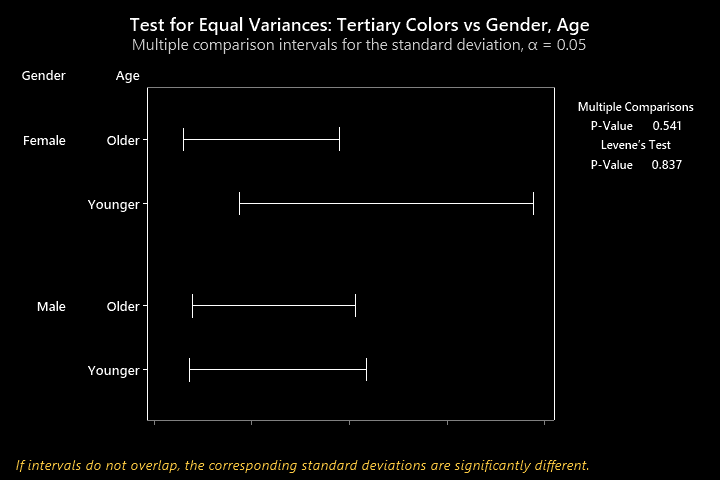 Test for Equal Variances: Tertiary Colors vs Gender, Age
Multiple comparison intervals for the standard deviation, α = 0.05
Gender Age
Multiple Comparisons
P-Value 0.541
Levene's Test
P-Value 0.837
Female Older
Younger
Male Older
Younger
If intervals do not overlap, the corresponding standard deviations are significantly different.